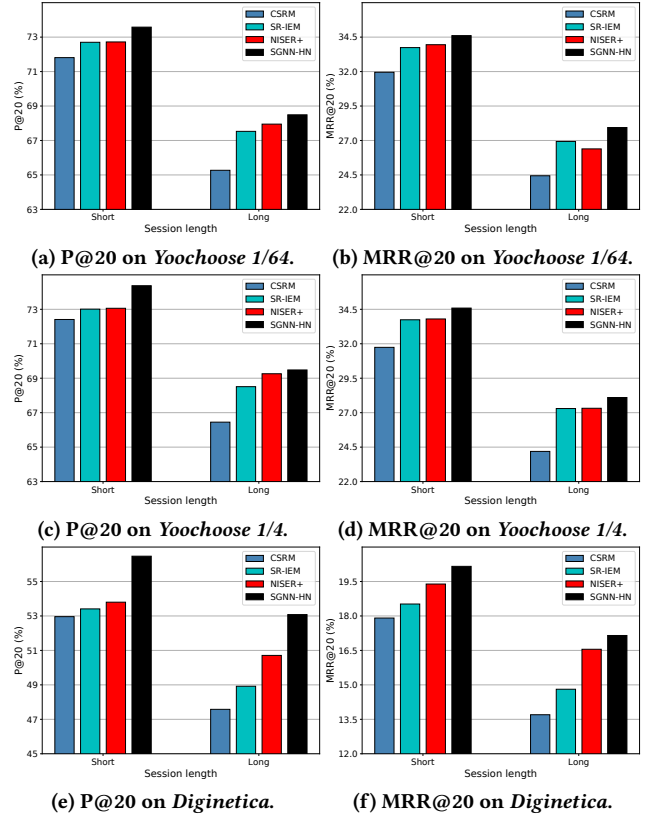 CSRM
SR-IEM
NISER+
SGNN-HN
73
71
69
67
65
63
P@20 (%)
Short
Long
Session length
(a) P@20 on Yoochoose 1/64.
CSRM
SR-IEM
NISER+
SGNN-HN
34.5
32.0
29.5
27.0
24.5
22.0
MRR@20 (%)
Short
Long
Session length
(b) MRR@20 on Yoochoose 1/64.
CSRM
SR-IEM
NISER+
SGNN-HN
73
71
69
67
65
63
P@20 (%)
Short
Long
Session length
(c) P@20 on Yoochoose 1/4.
CSRM
SR-IEM
NISER+
SGNN-HN
34.5
32.0
29.5
27.0
24.5
22.0
MRR@20 (%)
Short
Long
Session length
(d) MRR@20 on Yoochoose 1/4.
CSRM
SR-IEM
NISER+
SGNN-HN
55
53
51
49
47
45
P@20 (%)
Short
Long
Session length
(e) P@20 on Diginetica.
CSRM
SR-IEM
NISER+
SGNN-HN
19.5
18.0
16.5
15.0
13.5
12.0
MRR@20 (%)
Short
Long
Session length
(f) MRR@20 on Diginetica.